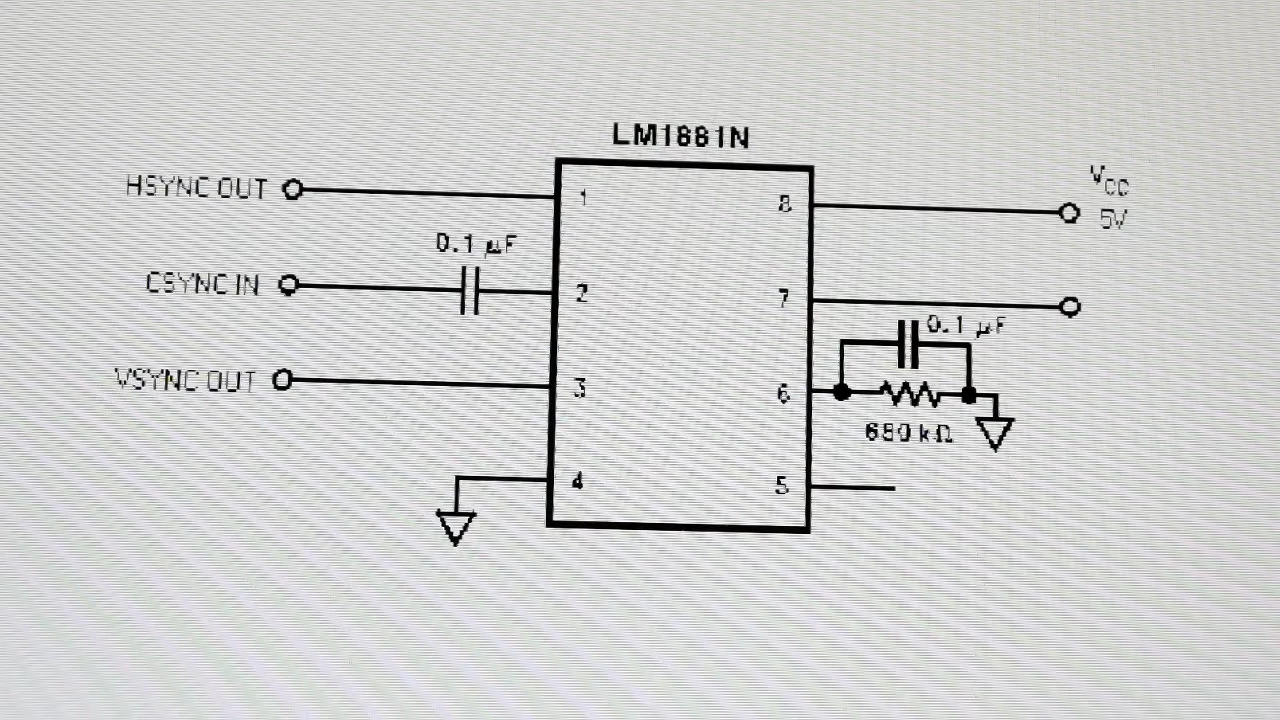 LM1881N
HSYNC OUT
1
8
VCC
5V
0.1 µF
CSYNC IN
2
7
0.1 µF
VSYNC OUT
3
6
680 kΩ
4
5